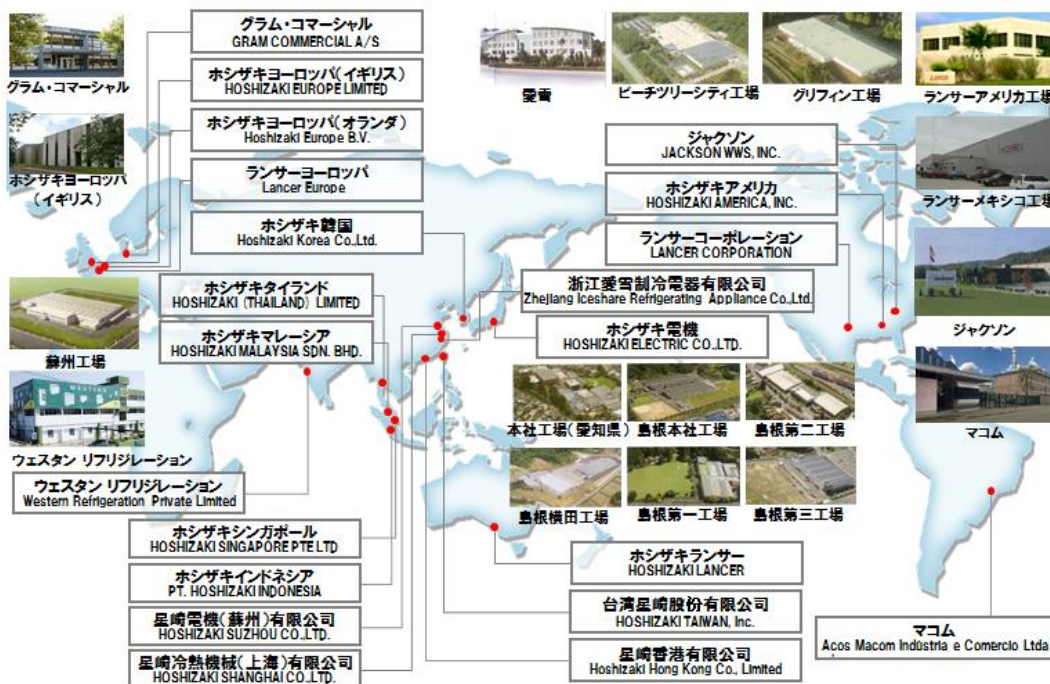 グラム・コマーシャル
GRAM COMMERCIAL A/S
ホシザキヨーロッパ(イギリス)
HOSHIZAKI EUROPE LIMITED
ホシザキヨーロッパ(オランダ)
Hoshizaki Europe B.V.
ランサーヨーロッパ
Lancer Europe
ホシザキ韓国
Hoshizaki Korea Co.,Ltd.
ホシザキタイランド
HOSHIZAKI (THAILAND) LIMITED
ホシザキマレーシア
HOSHIZAKI MALAYSIA SDN. BHD.
グラム・コマーシャル
ホシザキヨーロッパ
(イギリス)
蘇州工場
ウェスタン リフリジレーション
ウェスタン リフリジレーション
Western Refrigeration Private Limited
ホシザキシンガポール
HOSHIZAKI SINGAPORE PTE LTD
ホシザキインドネシア
PT. HOSHIZAKI INDONESIA
星崎電機(蘇州)有限公司
HOSHIZAKI SUZHOU CO.,LTD.
星崎冷熱機械(上海)有限公司
HOSHIZAKI SHANGHAI CO.,LTD.
愛雪
ピーチツリーシティ工場
グリフィン工場
ランサーアメリカ工場
ジャクソン
JACKSON WWS, INC.
ホシザキアメリカ
HOSHIZAKI AMERICA, INC.
ランサーコーポレーション
LANCER CORPORATION
浙江愛雪制冷電器有限公司
Zhejiang Iceshare Refrigerating Appliance Co.,Ltd.
ホシザキ電機
HOSHIZAKI ELECTRIC CO.,LTD.
ランサーメキシコ工場
ジャクソン
マコム
本社工場(愛知県)
島根本社工場
島根第二工場
島根横田工場
島根第一工場
島根第三工場
ホシザキランサー
HOSHIZAKI LANCER
台湾星崎股份有限公司
HOSHIZAKI TAIWAN, Inc.
星崎香港有限公司
Hoshizaki Hong Kong Co., Limited
マコム
Acos Macom Indústria e Comercio Ltda